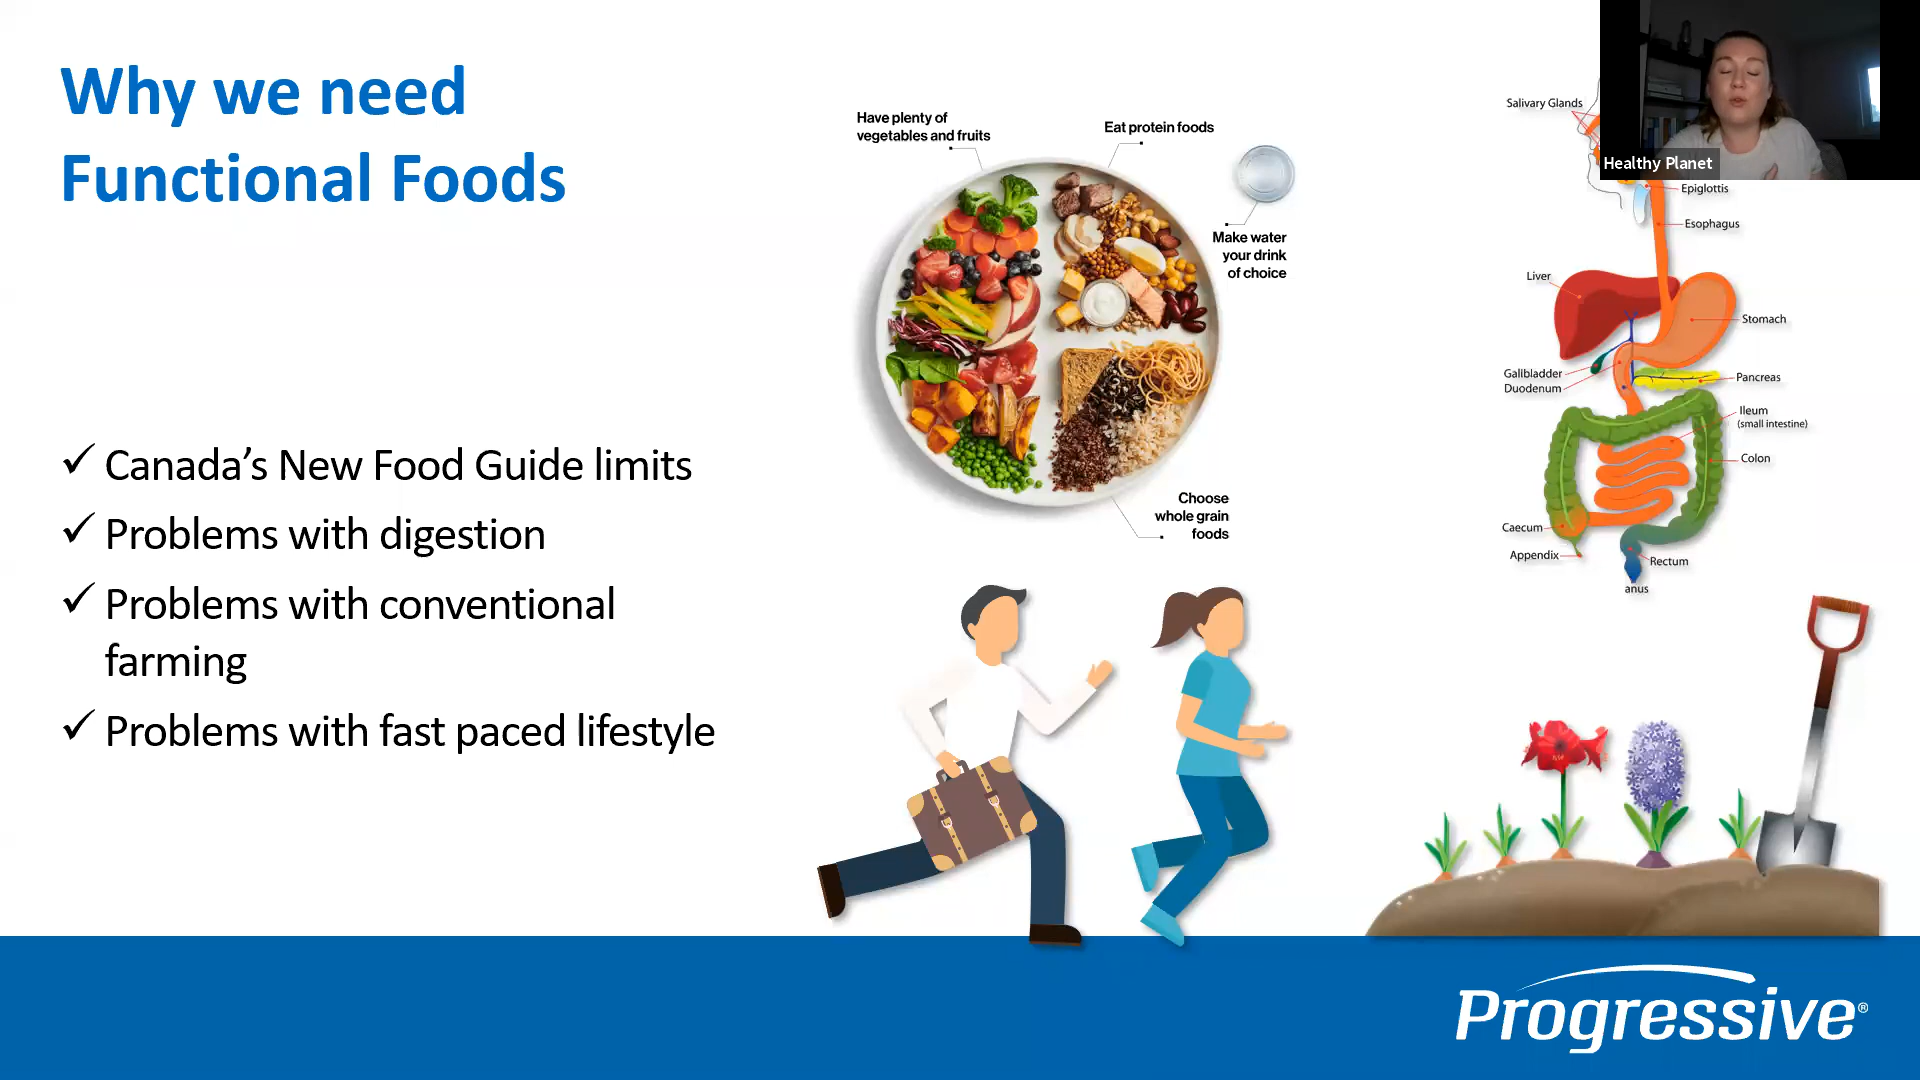 Why we need
Functional Foods
✓ Canada's New Food Guide limits
✓ Problems with digestion
✓ Problems with conventional
farming
✓ Problems with fast paced lifestyle
Have plenty of
vegetables and fruits
Eat protein foods
Make water
your drink
of choice
Choose
whole grain
foods
Salivary Glands
Healthy Planet
Epiglottis
Esophagus
Liver
Stomach
Gallbladder
Duodenum
Pancreas
Ileum
(small intestine)
Colon
Caecum
Appendix
Rectum
anus
Progressive®